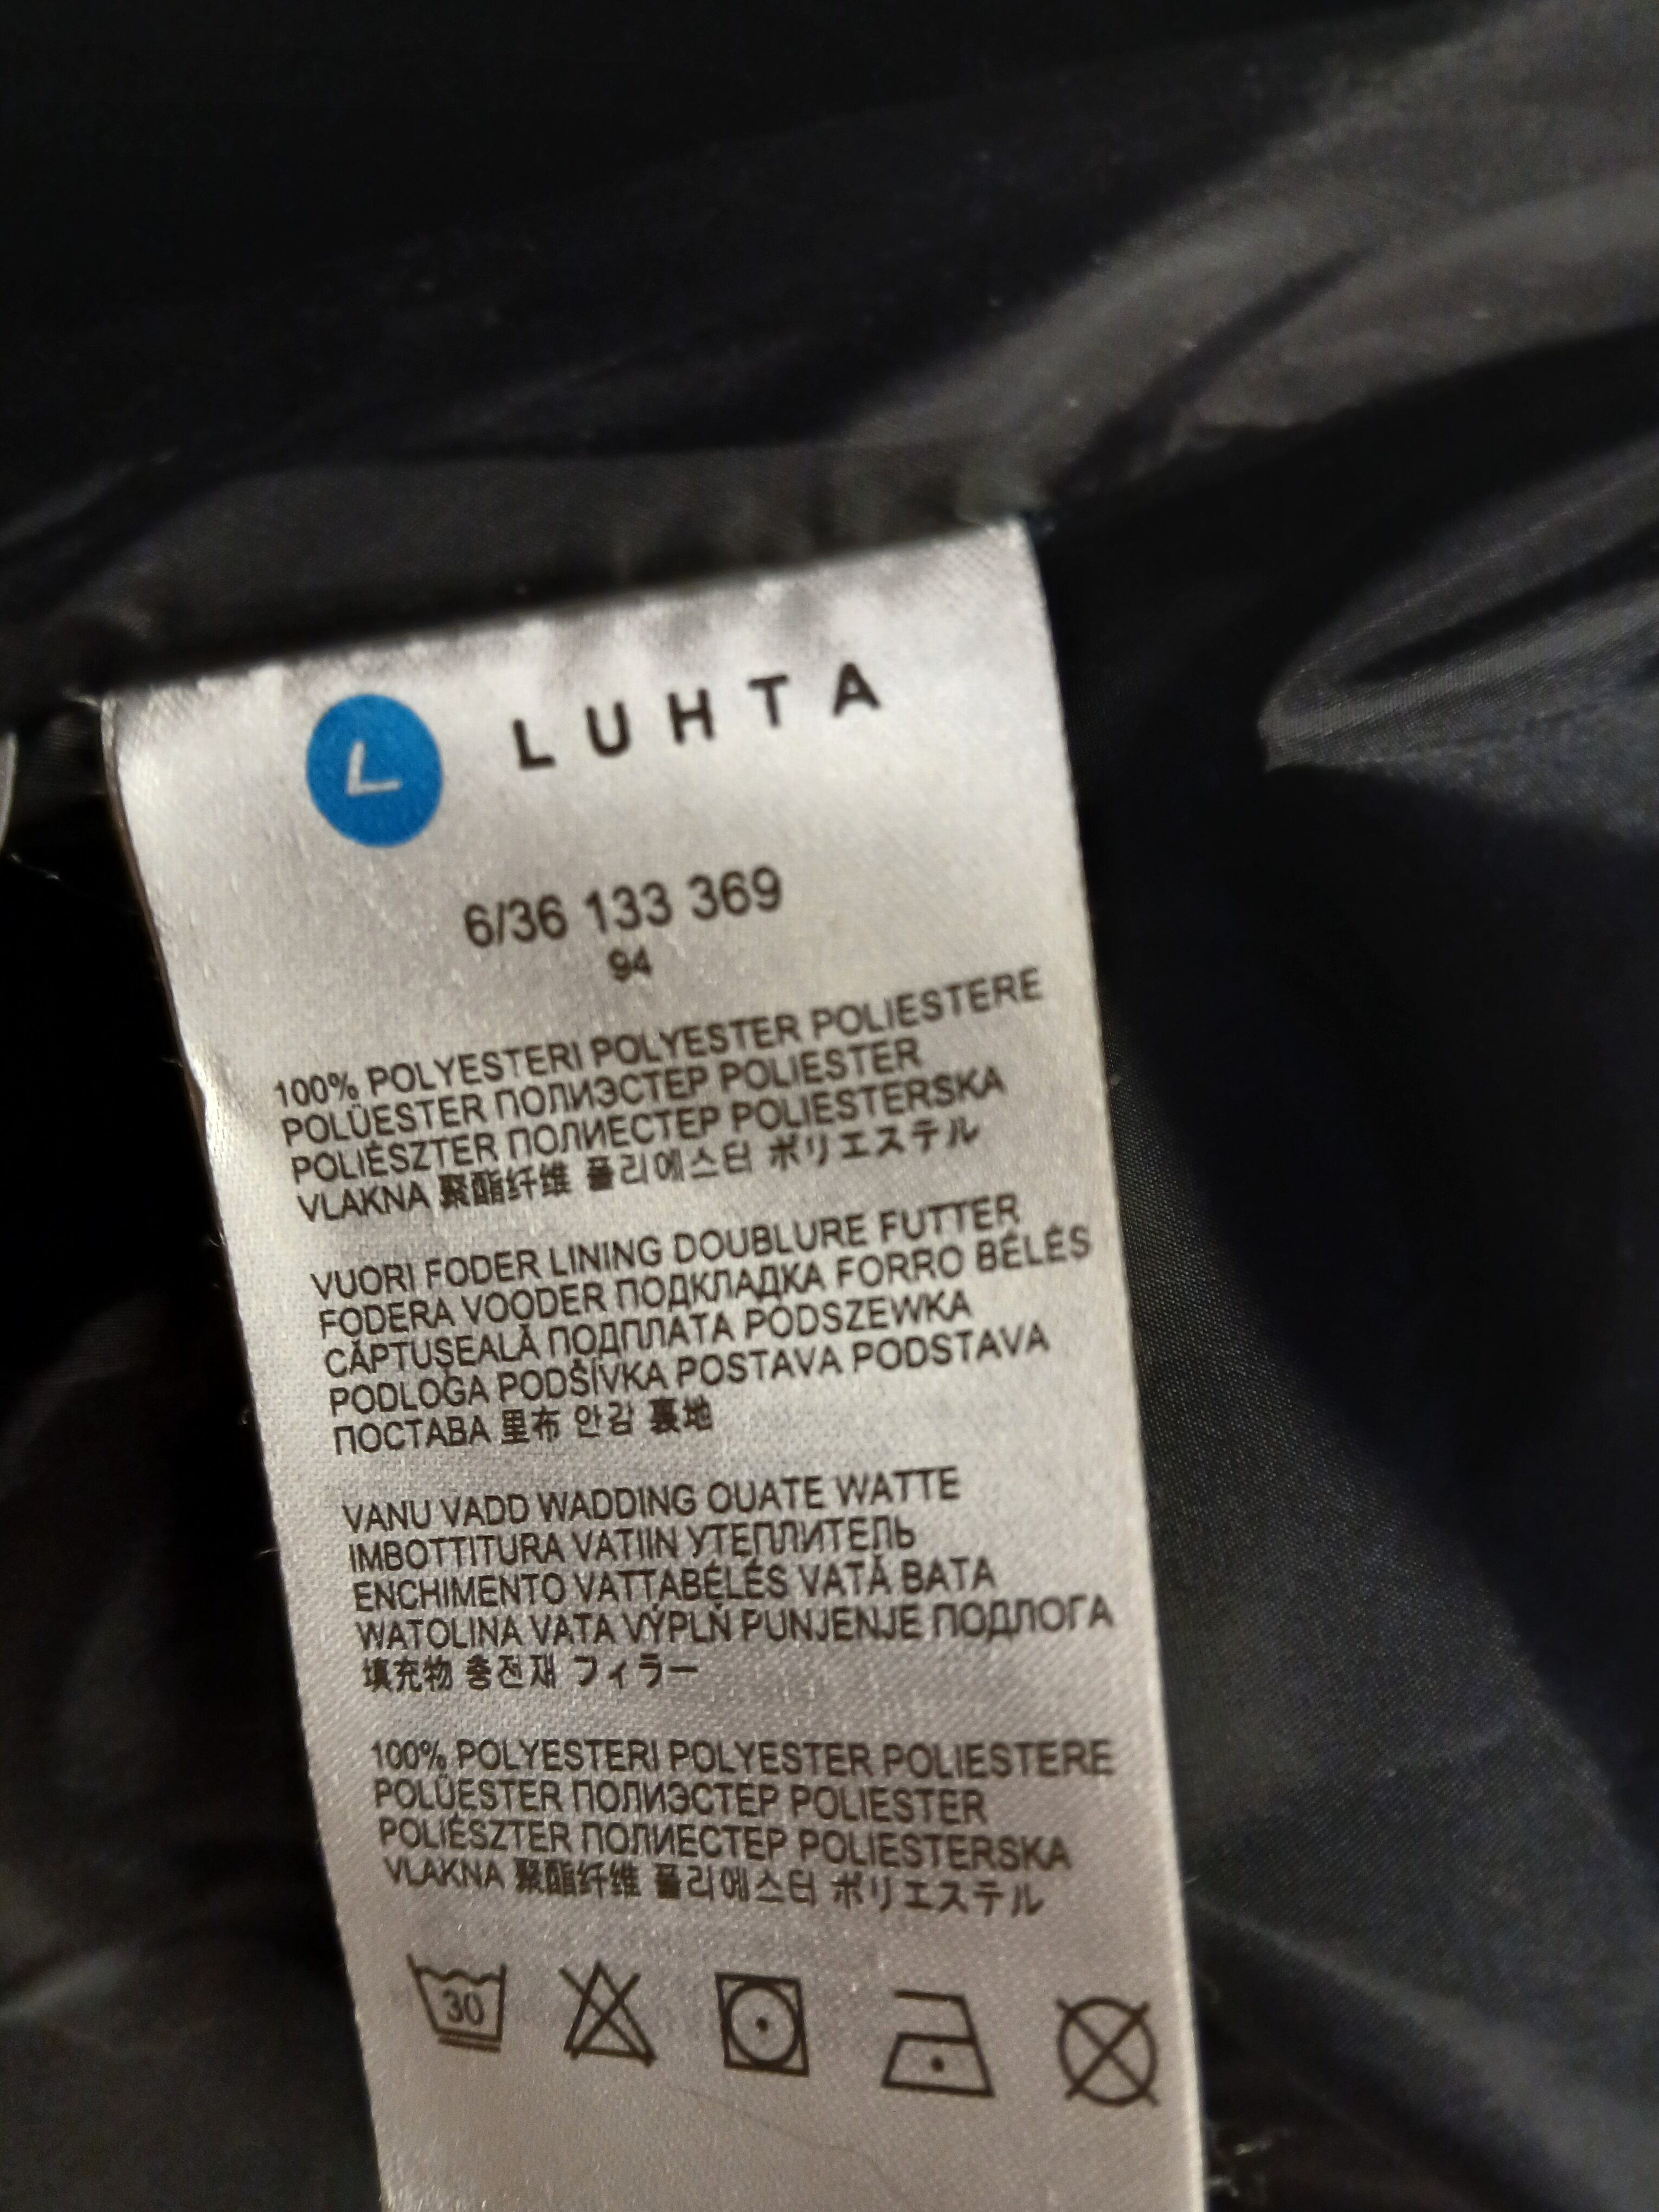 L LUHTA
6/36 133 369
94
100% POLYESTERI POLYESTER POLIESTERE
POLÜESTER ПОЛИЭСТЕР POLIESTER
POLIÉSZTER ПОЛИЕСТЕР POLIESTERSKA
VLAKNA 聚酯纤维 폴리에스터 ポリエステル
VUORI FODER LINING DOUBLURE FUTTER
FODERA VOODER ПОДКЛАДКА FORRO BÉLÉS
CĂPTUŞEALĂ ПОДПЛАТА PODSZEWKA
PODLOGA PODŠÍVKA POSTAVA PODSTAVA
ПОСТАВА 里布 안감 裏地
VANU VADD WADDING OUATE WATTE
IMBOTTITURA VATIIN УТЕПЛИТЕЛЬ
ENCHIMENTO VATTABÉLÉS VATĂ BATA
WATOLINA VATA VÝPLŇ PUNJENJE ПОДЛОГА
填充物 충전재 フィラー
100% POLYESTERI POLYESTER POLIESTERE
POLÜESTER ПОЛИЭСТЕР POLIESTER
POLIÉSZTER ПОЛИЕСТЕР POLIESTERSKA
VLAKNA 聚酯纤维 폴리에스터 ポリエステル
30